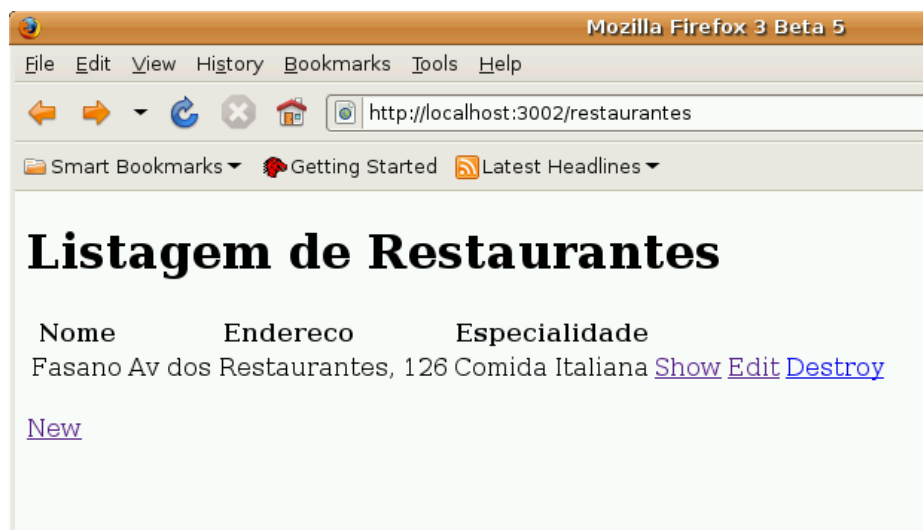 Mozilla Firefox 3 Beta 5
File Edit View History Bookmarks Tools Help
http://localhost:3002/restaurantes
Smart Bookmarks Getting Started Latest Headlines
Listagem de Restaurantes
Nome Endereco Especialidade
Fasano Av dos Restaurantes, 126 Comida Italiana Show Edit Destroy
New